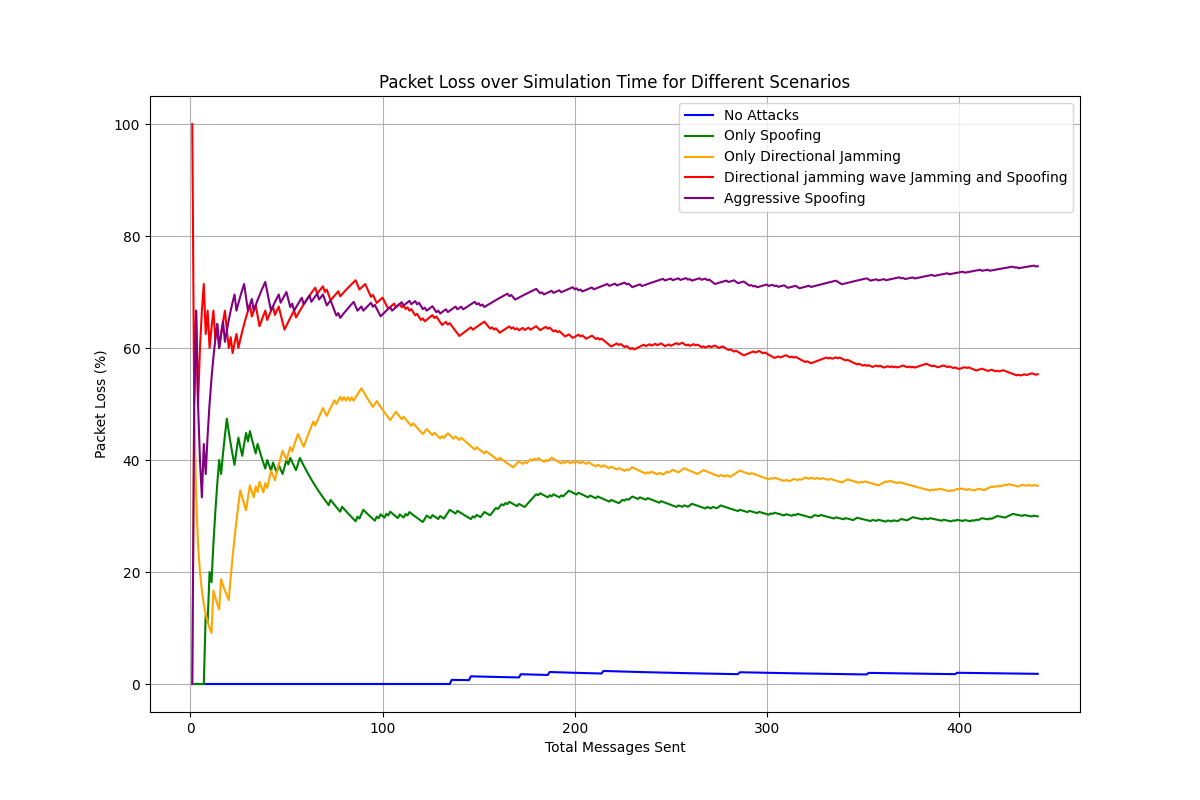 Packet Loss over Simulation Time for Different Scenarios
No Attacks
Only Spoofing
Only Directional Jamming
Directional jamming wave Jamming and Spoofing
Aggressive Spoofing
Packet Loss (%)
100
80
60
40
20
0
0 100 200 300 400
Total Messages Sent